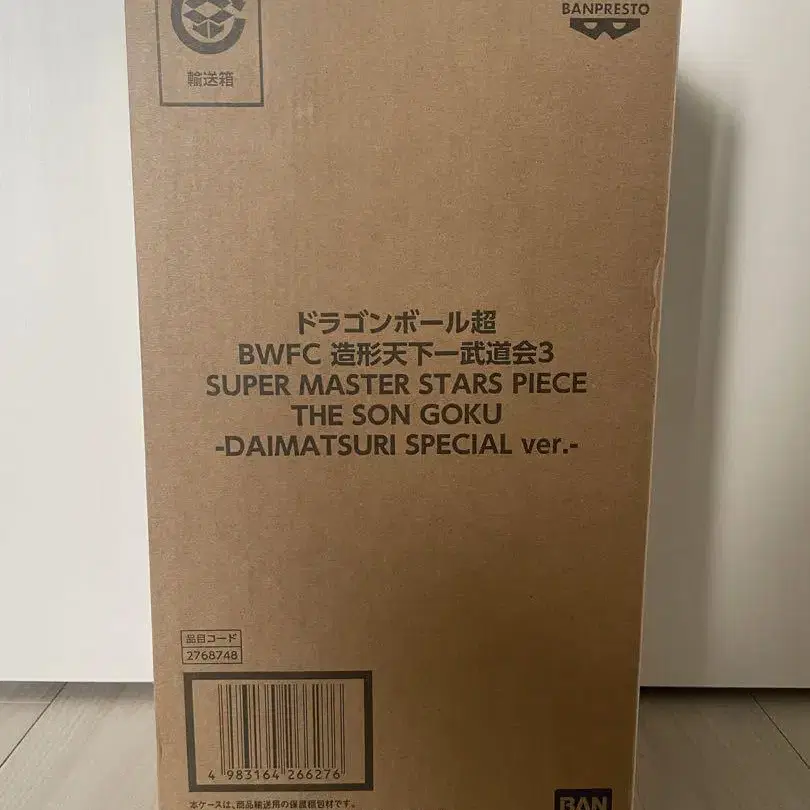 BANPRESTO
輸送箱
ドラゴンボール超
BWFC 造形天下一武道会3
SUPER MASTER STARS PIECE
THE SON GOKU
-DAIMATSURI SPECIAL ver.-
品目コード
2768748
4 983164 266276
本ケースは、商品輸送用の保護梱包材です。
BAN